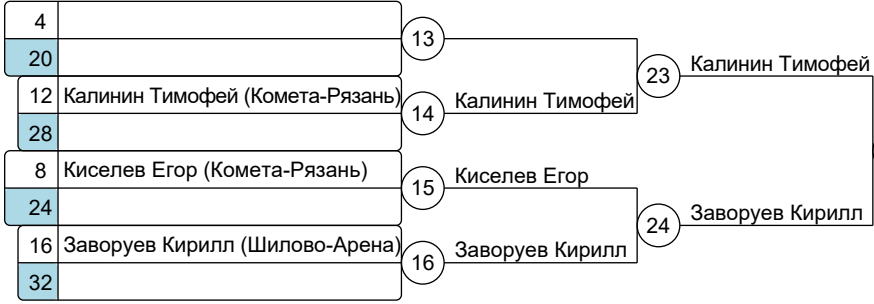 4
20
13
12 Калинин Тимофей (Комета-Рязань)
28
14 Калинин Тимофей
23 Калинин Тимофей
8 Киселев Егор (Комета-Рязань)
24
15 Киселев Егор
16 Заворуев Кирилл (Шилово-Арена)
32
16 Заворуев Кирилл
24 Заворуев Кирилл